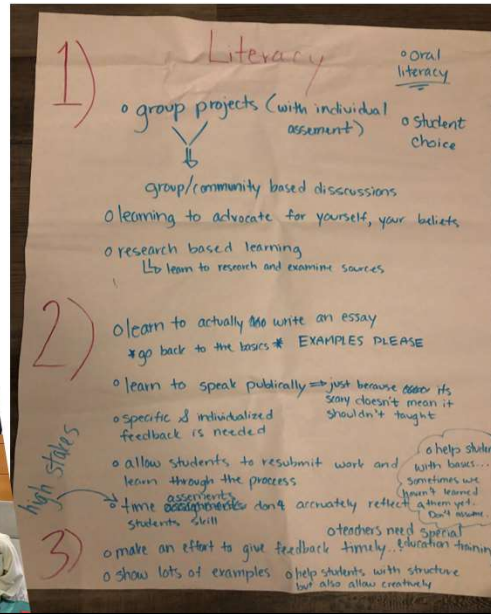 1)
Literacy
o oral
literacy
o group projects (with individual
assement)
o student
choice
group/community based disscussions
o learning to advocate for yourself, your beliefs
o research based learning
learn to research and examine sources
2)
o learn to actually write an essay
*go back to the basics* EXAMPLES PLEASE
o learn to speak publically → just because its
scary doesn't mean it
shouldn't taught
o specific & individualized
feedback is needed
o allow students to resubmit work and
learn through the process
o help studen
with basics...
sometimes we
haven't learned
them yet.
Don't assume.
high stakes
o time assements don't accurately reflect a
students skill
3)
o teachers need special
education training
o make an effort to give feedback timely...
o show lots of examples
o help students with structure
but also allow creatively